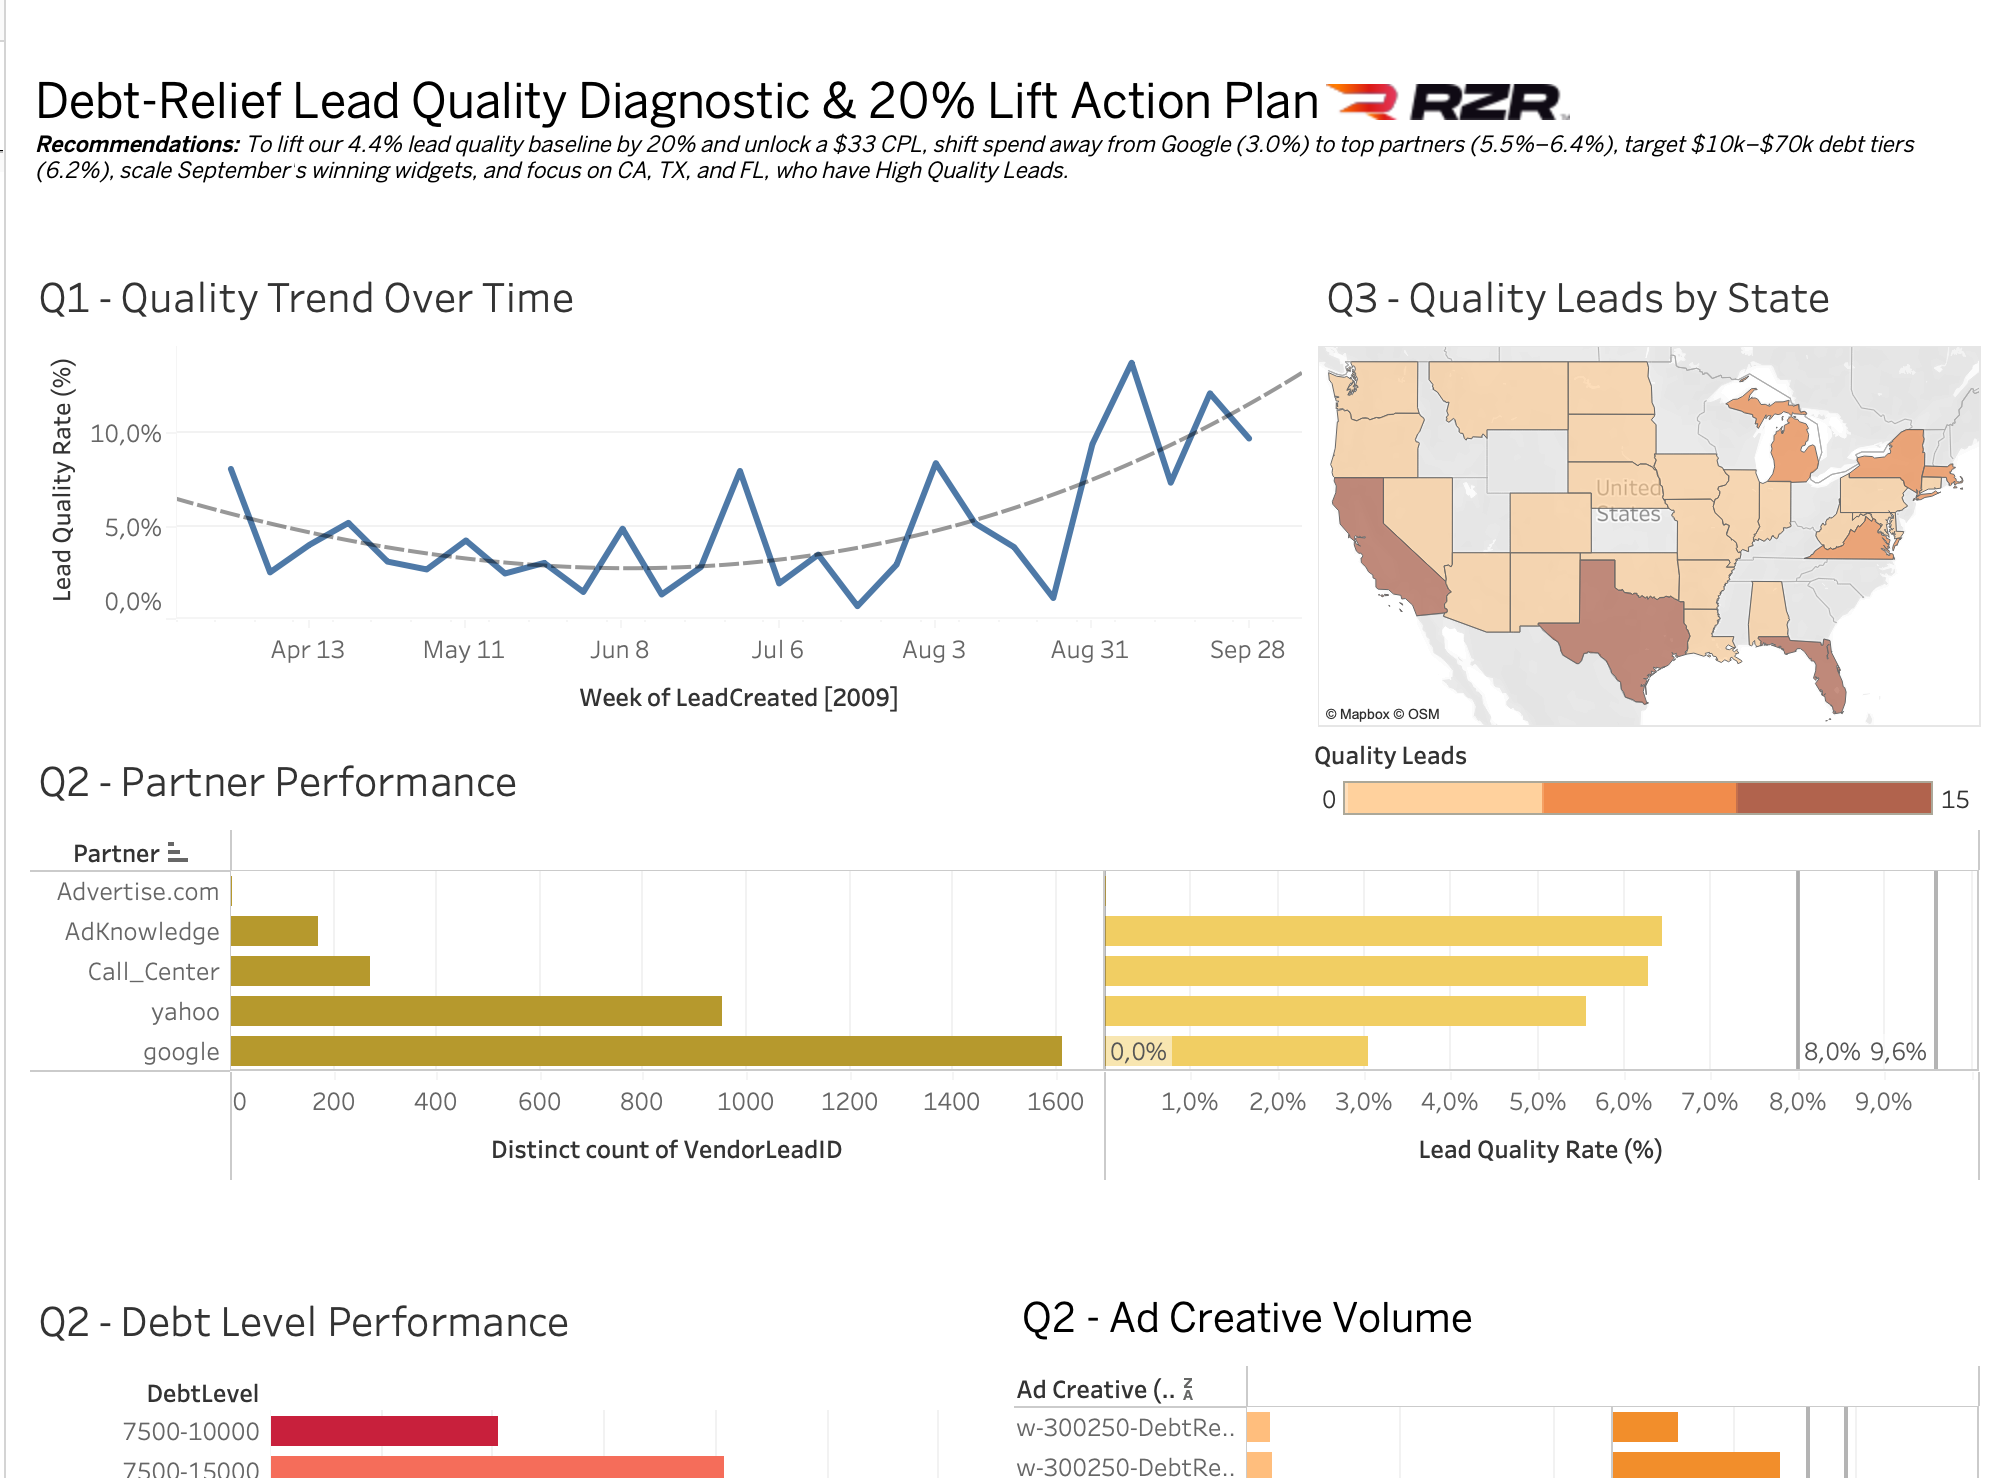 Debt-Relief Lead Quality Diagnostic & 20% Lift Action Plan RZR
Recommendations: To lift our 4.4% lead quality baseline by 20% and unlock a $33 CPL, shift spend away from Google (3.0%) to top partners (5.5%–6.4%), target $10k–$70k debt tiers
(6.2%), scale September's winning widgets, and focus on CA, TX, and FL, who have High Quality Leads.
Q1 - Quality Trend Over Time
Lead Quality Rate (%)
10,0%
5,0%
0,0%
Apr 13 May 11 Jun 8 Jul 6 Aug 3 Aug 31 Sep 28
Week of LeadCreated [2009]
Q3 - Quality Leads by State
United
States
© Mapbox © OSM
Quality Leads
0 15
Q2 - Partner Performance
Partner
Advertise.com
AdKnowledge
Call_Center
yahoo
google 0,0% 8,0% 9,6%
0 200 400 600 800 1000 1200 1400 1600 1,0% 2,0% 3,0% 4,0% 5,0% 6,0% 7,0% 8,0% 9,0%
Distinct count of VendorLeadID Lead Quality Rate (%)
Q2 - Debt Level Performance
DebtLevel
7500-10000
7500-15000
Q2 - Ad Creative Volume
Ad Creative (..
w-300250-DebtRe..
w-300250-DebtRe..